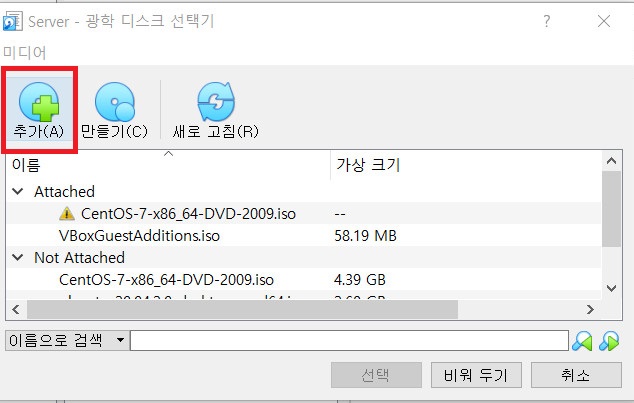 Server - 광학 디스크 선택기
미디어
추가(A) 만들기(C) 새로 고침(R)
이름 가상 크기
Attached
CentOS-7-x86_64-DVD-2009.iso --
VBoxGuestAdditions.iso 58.19 MB
Not Attached
CentOS-7-x86_64-DVD-2009.iso 4.39 GB
이름으로 검색
선택 비워 두기 취소